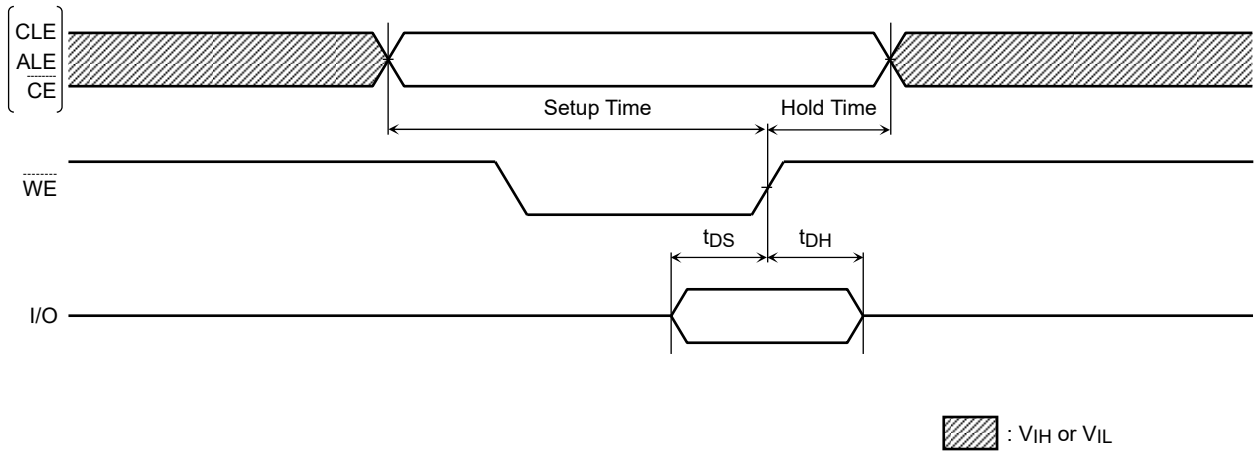 CLE
ALE
CE
Setup Time
Hold Time
WE
tDS
tDH
I/O
: VIH or VIL